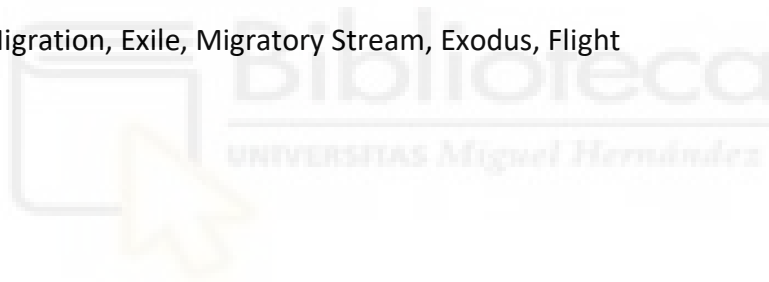 Migration, Exile, Migratory Stream, Exodus, Flight
Biblioteca
UNIVERSITAS Miguel Hernández